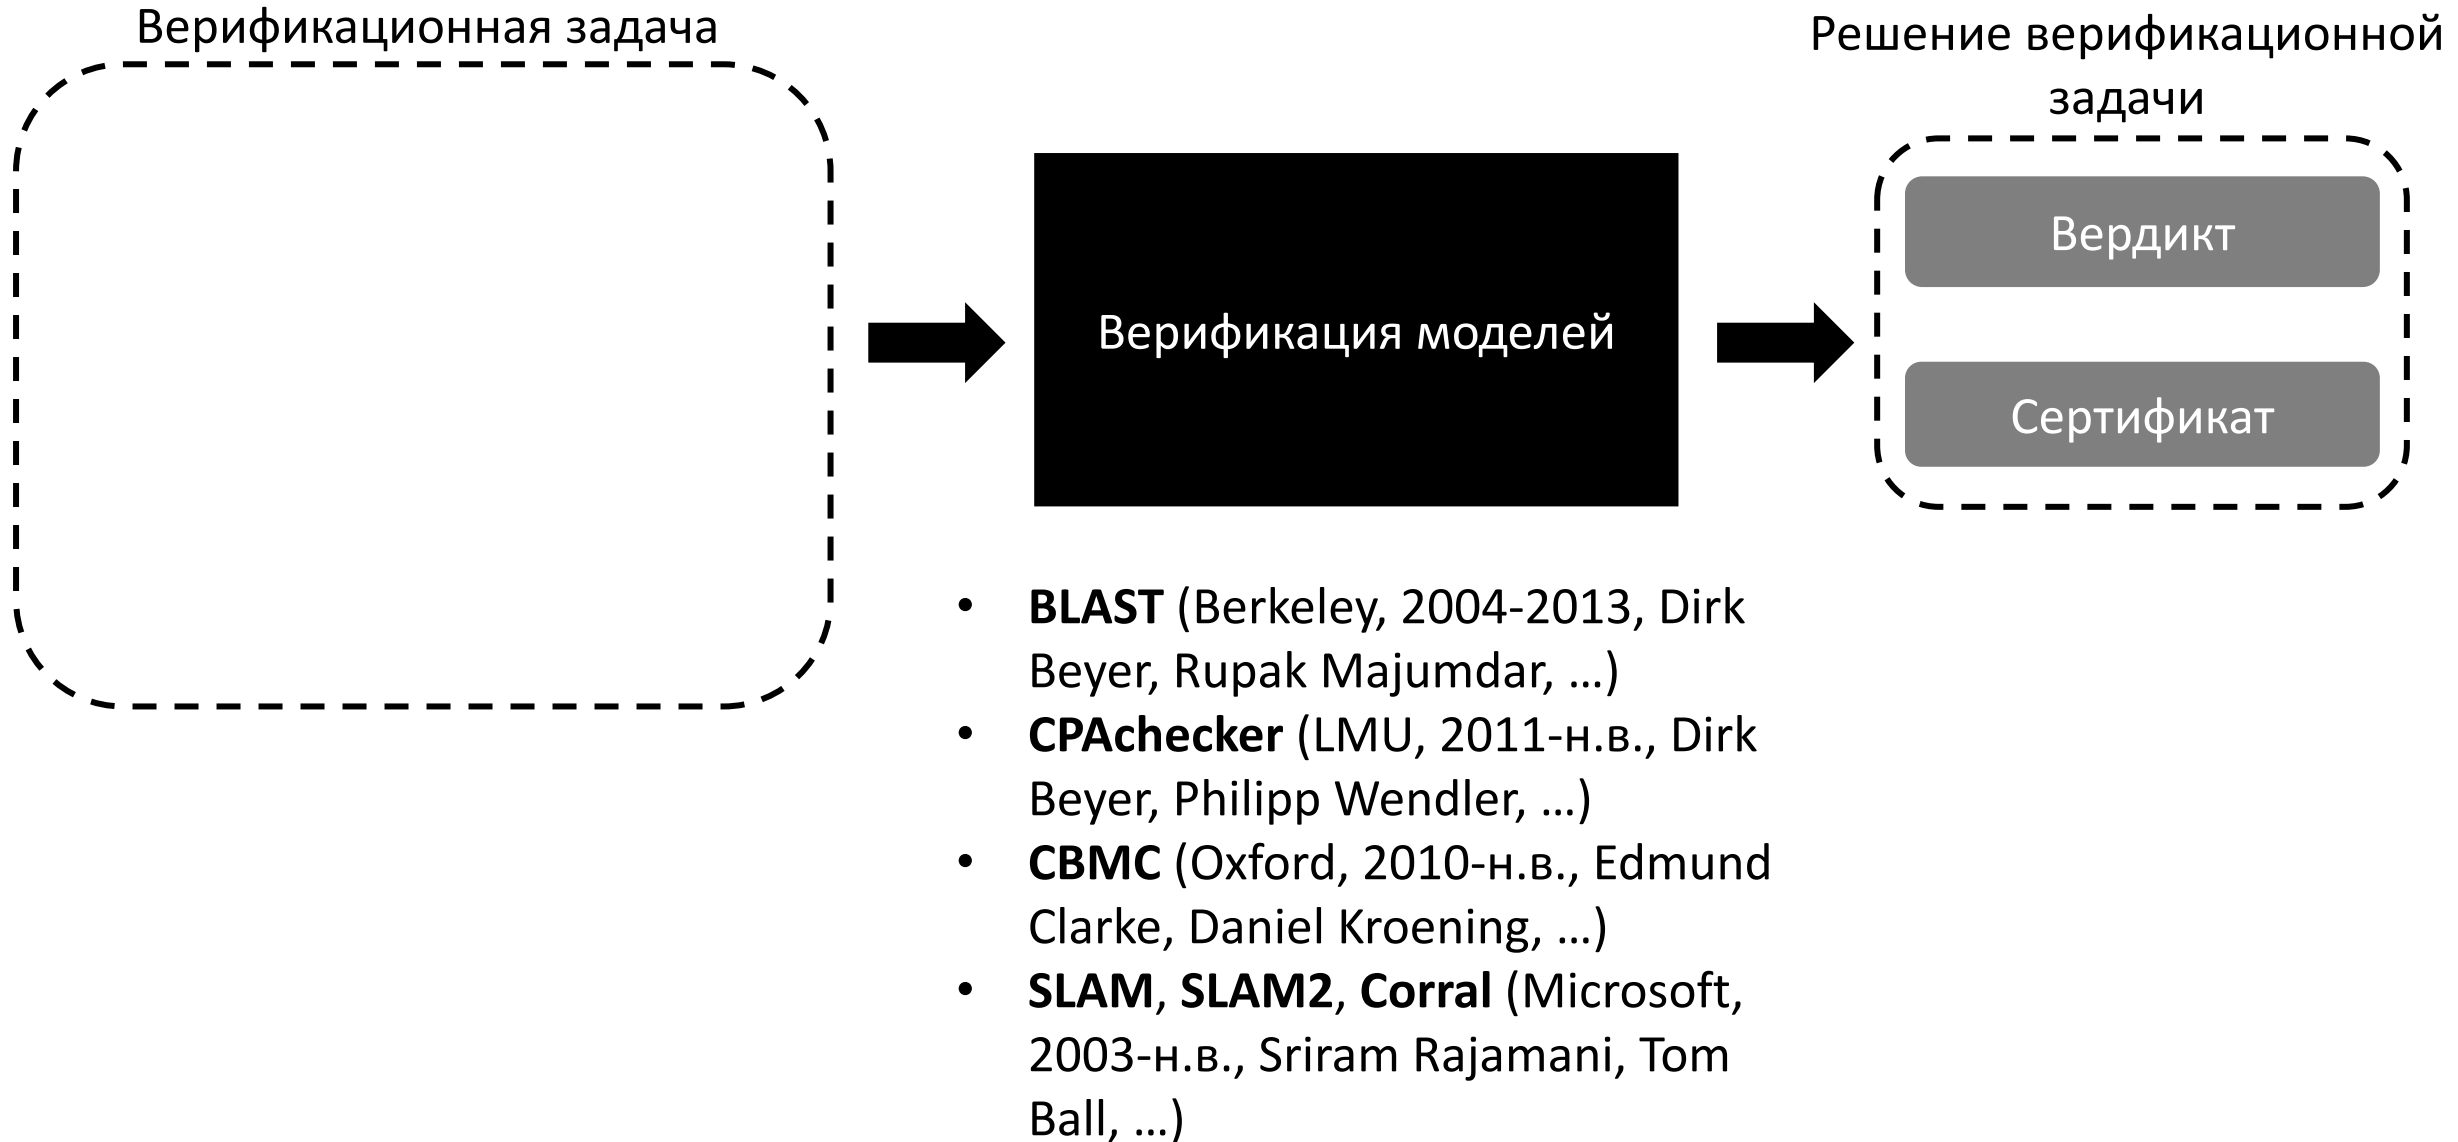 Верификационная задача
Решение верификационной
задачи
Верификация моделей
Вердикт
Сертификат
• BLAST (Berkeley, 2004-2013, Dirk
Beyer, Rupak Majumdar, …)
• CPAchecker (LMU, 2011-н.в., Dirk
Beyer, Philipp Wendler, …)
• CBMC (Oxford, 2010-н.в., Edmund
Clarke, Daniel Kroening, …)
• SLAM, SLAM2, Corral (Microsoft,
2003-н.в., Sriram Rajamani, Tom
Ball, …)